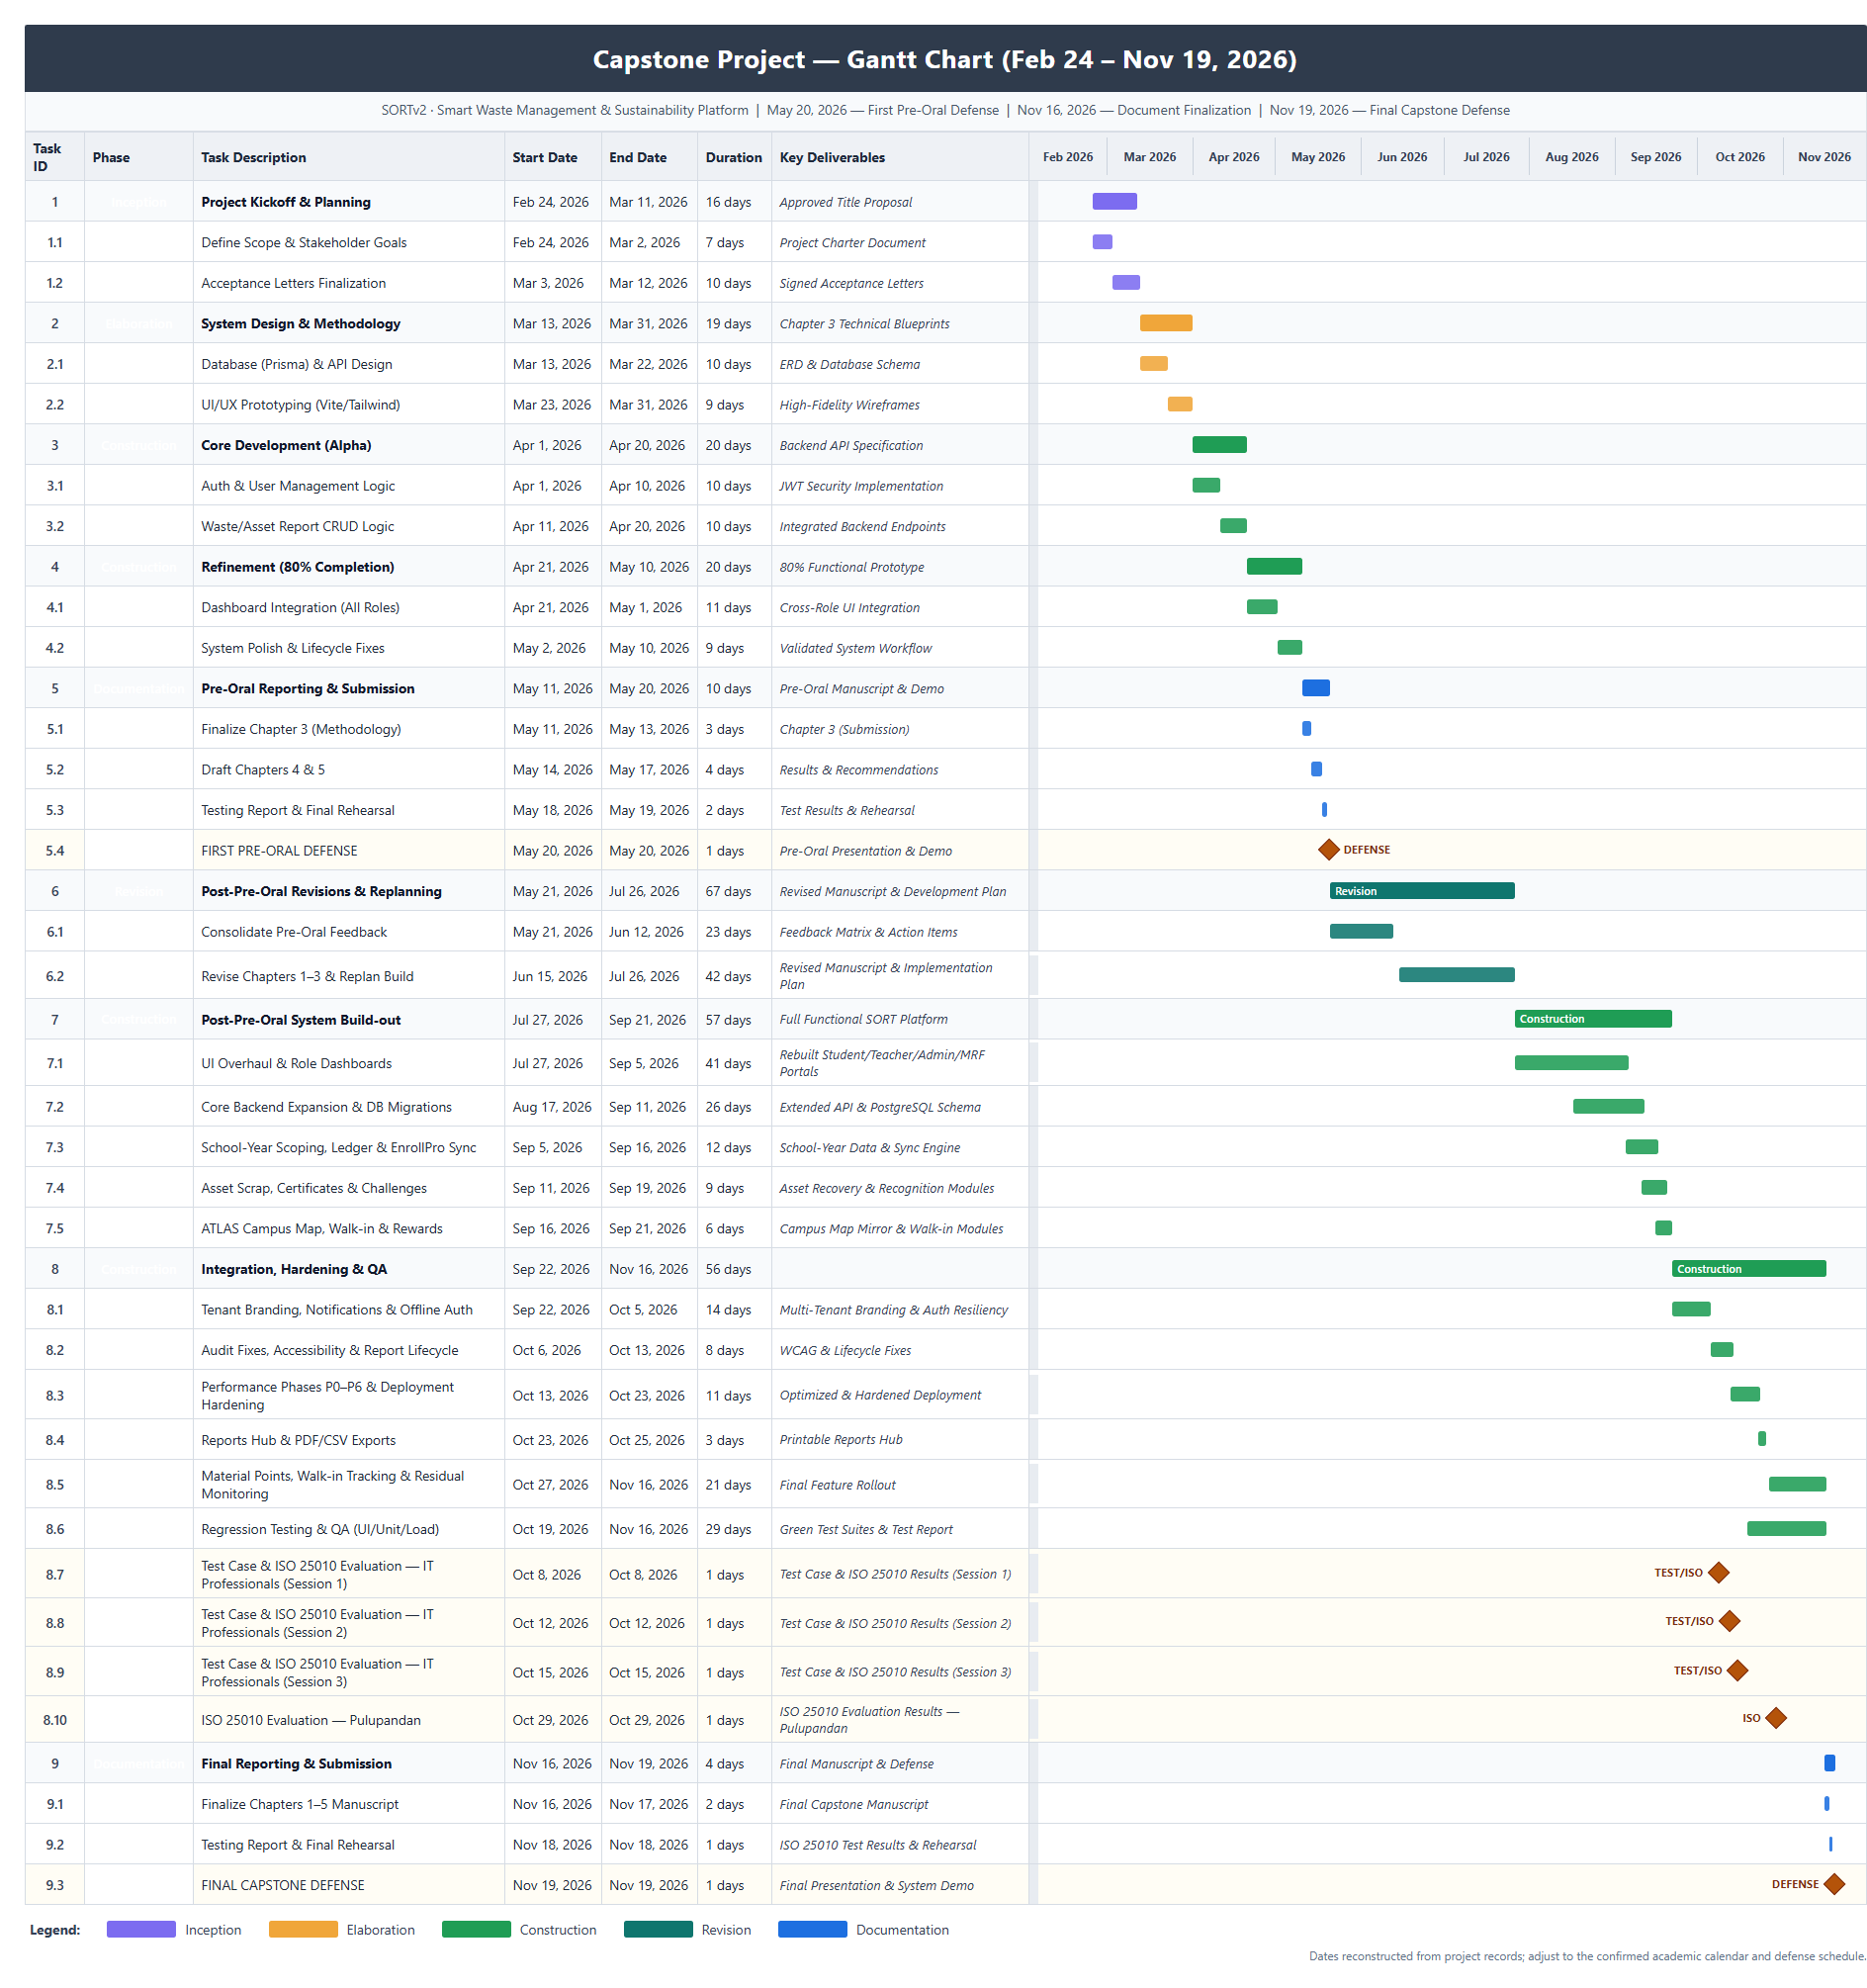 Capstone Project — Gantt Chart (Feb 24 – Nov 19, 2026)
SORTv2 · Smart Waste Management & Sustainability Platform | May 20, 2026 — First Pre-Oral Defense | Nov 16, 2026 — Document Finalization | Nov 19, 2026 — Final Capstone Defense
Task ID Phase Task Description Start Date End Date Duration Key Deliverables Feb 2026 Mar 2026 Apr 2026 May 2026 Jun 2026 Jul 2026 Aug 2026 Sep 2026 Oct 2026 Nov 2026
1 Inception Project Kickoff & Planning Feb 24, 2026 Mar 11, 2026 16 days Approved Title Proposal
1.1 Define Scope & Stakeholder Goals Feb 24, 2026 Mar 2, 2026 7 days Project Charter Document
1.2 Acceptance Letters Finalization Mar 3, 2026 Mar 12, 2026 10 days Signed Acceptance Letters
2 Elaboration System Design & Methodology Mar 13, 2026 Mar 31, 2026 19 days Chapter 3 Technical Blueprints
2.1 Database (Prisma) & API Design Mar 13, 2026 Mar 22, 2026 10 days ERD & Database Schema
2.2 UI/UX Prototyping (Vite/Tailwind) Mar 23, 2026 Mar 31, 2026 9 days High-Fidelity Wireframes
3 Construction Core Development (Alpha) Apr 1, 2026 Apr 20, 2026 20 days Backend API Specification
3.1 Auth & User Management Logic Apr 1, 2026 Apr 10, 2026 10 days JWT Security Implementation
3.2 Waste/Asset Report CRUD Logic Apr 11, 2026 Apr 20, 2026 10 days Integrated Backend Endpoints
4 Construction Refinement (80% Completion) Apr 21, 2026 May 10, 2026 20 days 80% Functional Prototype
4.1 Dashboard Integration (All Roles) Apr 21, 2026 May 1, 2026 11 days Cross-Role UI Integration
4.2 System Polish & Lifecycle Fixes May 2, 2026 May 10, 2026 9 days Validated System Workflow
5 Documentation Pre-Oral Reporting & Submission May 11, 2026 May 20, 2026 10 days Pre-Oral Manuscript & Demo
5.1 Finalize Chapter 3 (Methodology) May 11, 2026 May 13, 2026 3 days Chapter 3 (Submission)
5.2 Draft Chapters 4 & 5 May 14, 2026 May 17, 2026 4 days Results & Recommendations
5.3 Testing Report & Final Rehearsal May 18, 2026 May 19, 2026 2 days Test Results & Rehearsal
5.4 FIRST PRE-ORAL DEFENSE May 20, 2026 May 20, 2026 1 days Pre-Oral Presentation & Demo DEFENSE
6 Revision Post-Pre-Oral Revisions & Replanning May 21, 2026 Jul 26, 2026 67 days Revised Manuscript & Development Plan Revision
6.1 Consolidate Pre-Oral Feedback May 21, 2026 Jun 12, 2026 23 days Feedback Matrix & Action Items
6.2 Revise Chapters 1–3 & Replan Build Jun 15, 2026 Jul 26, 2026 42 days Revised Manuscript & Implementation
Plan
7 Construction Post-Pre-Oral System Build-out Jul 27, 2026 Sep 21, 2026 57 days Full Functional SORT Platform Construction
7.1 UI Overhaul & Role Dashboards Jul 27, 2026 Sep 5, 2026 41 days Rebuilt Student/Teacher/Admin/MRF
Portals
7.2 Core Backend Expansion & DB Migrations Aug 17, 2026 Sep 11, 2026 26 days Extended API & PostgreSQL Schema
7.3 School-Year Scoping, Ledger & EnrollPro Sync Sep 5, 2026 Sep 16, 2026 12 days School-Year Data & Sync Engine
7.4 Asset Scrap, Certificates & Challenges Sep 11, 2026 Sep 19, 2026 9 days Asset Recovery & Recognition Modules
7.5 ATLAS Campus Map, Walk-in & Rewards Sep 16, 2026 Sep 21, 2026 6 days Campus Map Mirror & Walk-in Modules
8 Construction Integration, Hardening & QA Sep 22, 2026 Nov 16, 2026 56 days Construction
8.1 Tenant Branding, Notifications & Offline Auth Sep 22, 2026 Oct 5, 2026 14 days Multi-Tenant Branding & Auth Resiliency
8.2 Audit Fixes, Accessibility & Report Lifecycle Oct 6, 2026 Oct 13, 2026 8 days WCAG & Lifecycle Fixes
8.3 Performance Phases P0–P6 & Deployment
Hardening Oct 13, 2026 Oct 23, 2026 11 days Optimized & Hardened Deployment
8.4 Reports Hub & PDF/CSV Exports Oct 23, 2026 Oct 25, 2026 3 days Printable Reports Hub
8.5 Material Points, Walk-in Tracking & Residual
Monitoring Oct 27, 2026 Nov 16, 2026 21 days Final Feature Rollout
8.6 Regression Testing & QA (UI/Unit/Load) Oct 19, 2026 Nov 16, 2026 29 days Green Test Suites & Test Report
8.7 Test Case & ISO 25010 Evaluation — IT
Professionals (Session 1) Oct 8, 2026 Oct 8, 2026 1 days Test Case & ISO 25010 Results (Session 1) TEST/ISO
8.8 Test Case & ISO 25010 Evaluation — IT
Professionals (Session 2) Oct 12, 2026 Oct 12, 2026 1 days Test Case & ISO 25010 Results (Session 2) TEST/ISO
8.9 Test Case & ISO 25010 Evaluation — IT
Professionals (Session 3) Oct 15, 2026 Oct 15, 2026 1 days Test Case & ISO 25010 Results (Session 3) TEST/ISO
8.10 ISO 25010 Evaluation — Pulupandan Oct 29, 2026 Oct 29, 2026 1 days ISO 25010 Evaluation Results —
Pulupandan ISO
9 Documentation Final Reporting & Submission Nov 16, 2026 Nov 19, 2026 4 days Final Manuscript & Defense
9.1 Finalize Chapters 1–5 Manuscript Nov 16, 2026 Nov 17, 2026 2 days Final Capstone Manuscript
9.2 Testing Report & Final Rehearsal Nov 18, 2026 Nov 18, 2026 1 days ISO 25010 Test Results & Rehearsal
9.3 FINAL CAPSTONE DEFENSE Nov 19, 2026 Nov 19, 2026 1 days Final Presentation & System Demo DEFENSE
Legend: Inception Elaboration Construction Revision Documentation
Dates reconstructed from project records; adjust to the confirmed academic calendar and defense schedule.